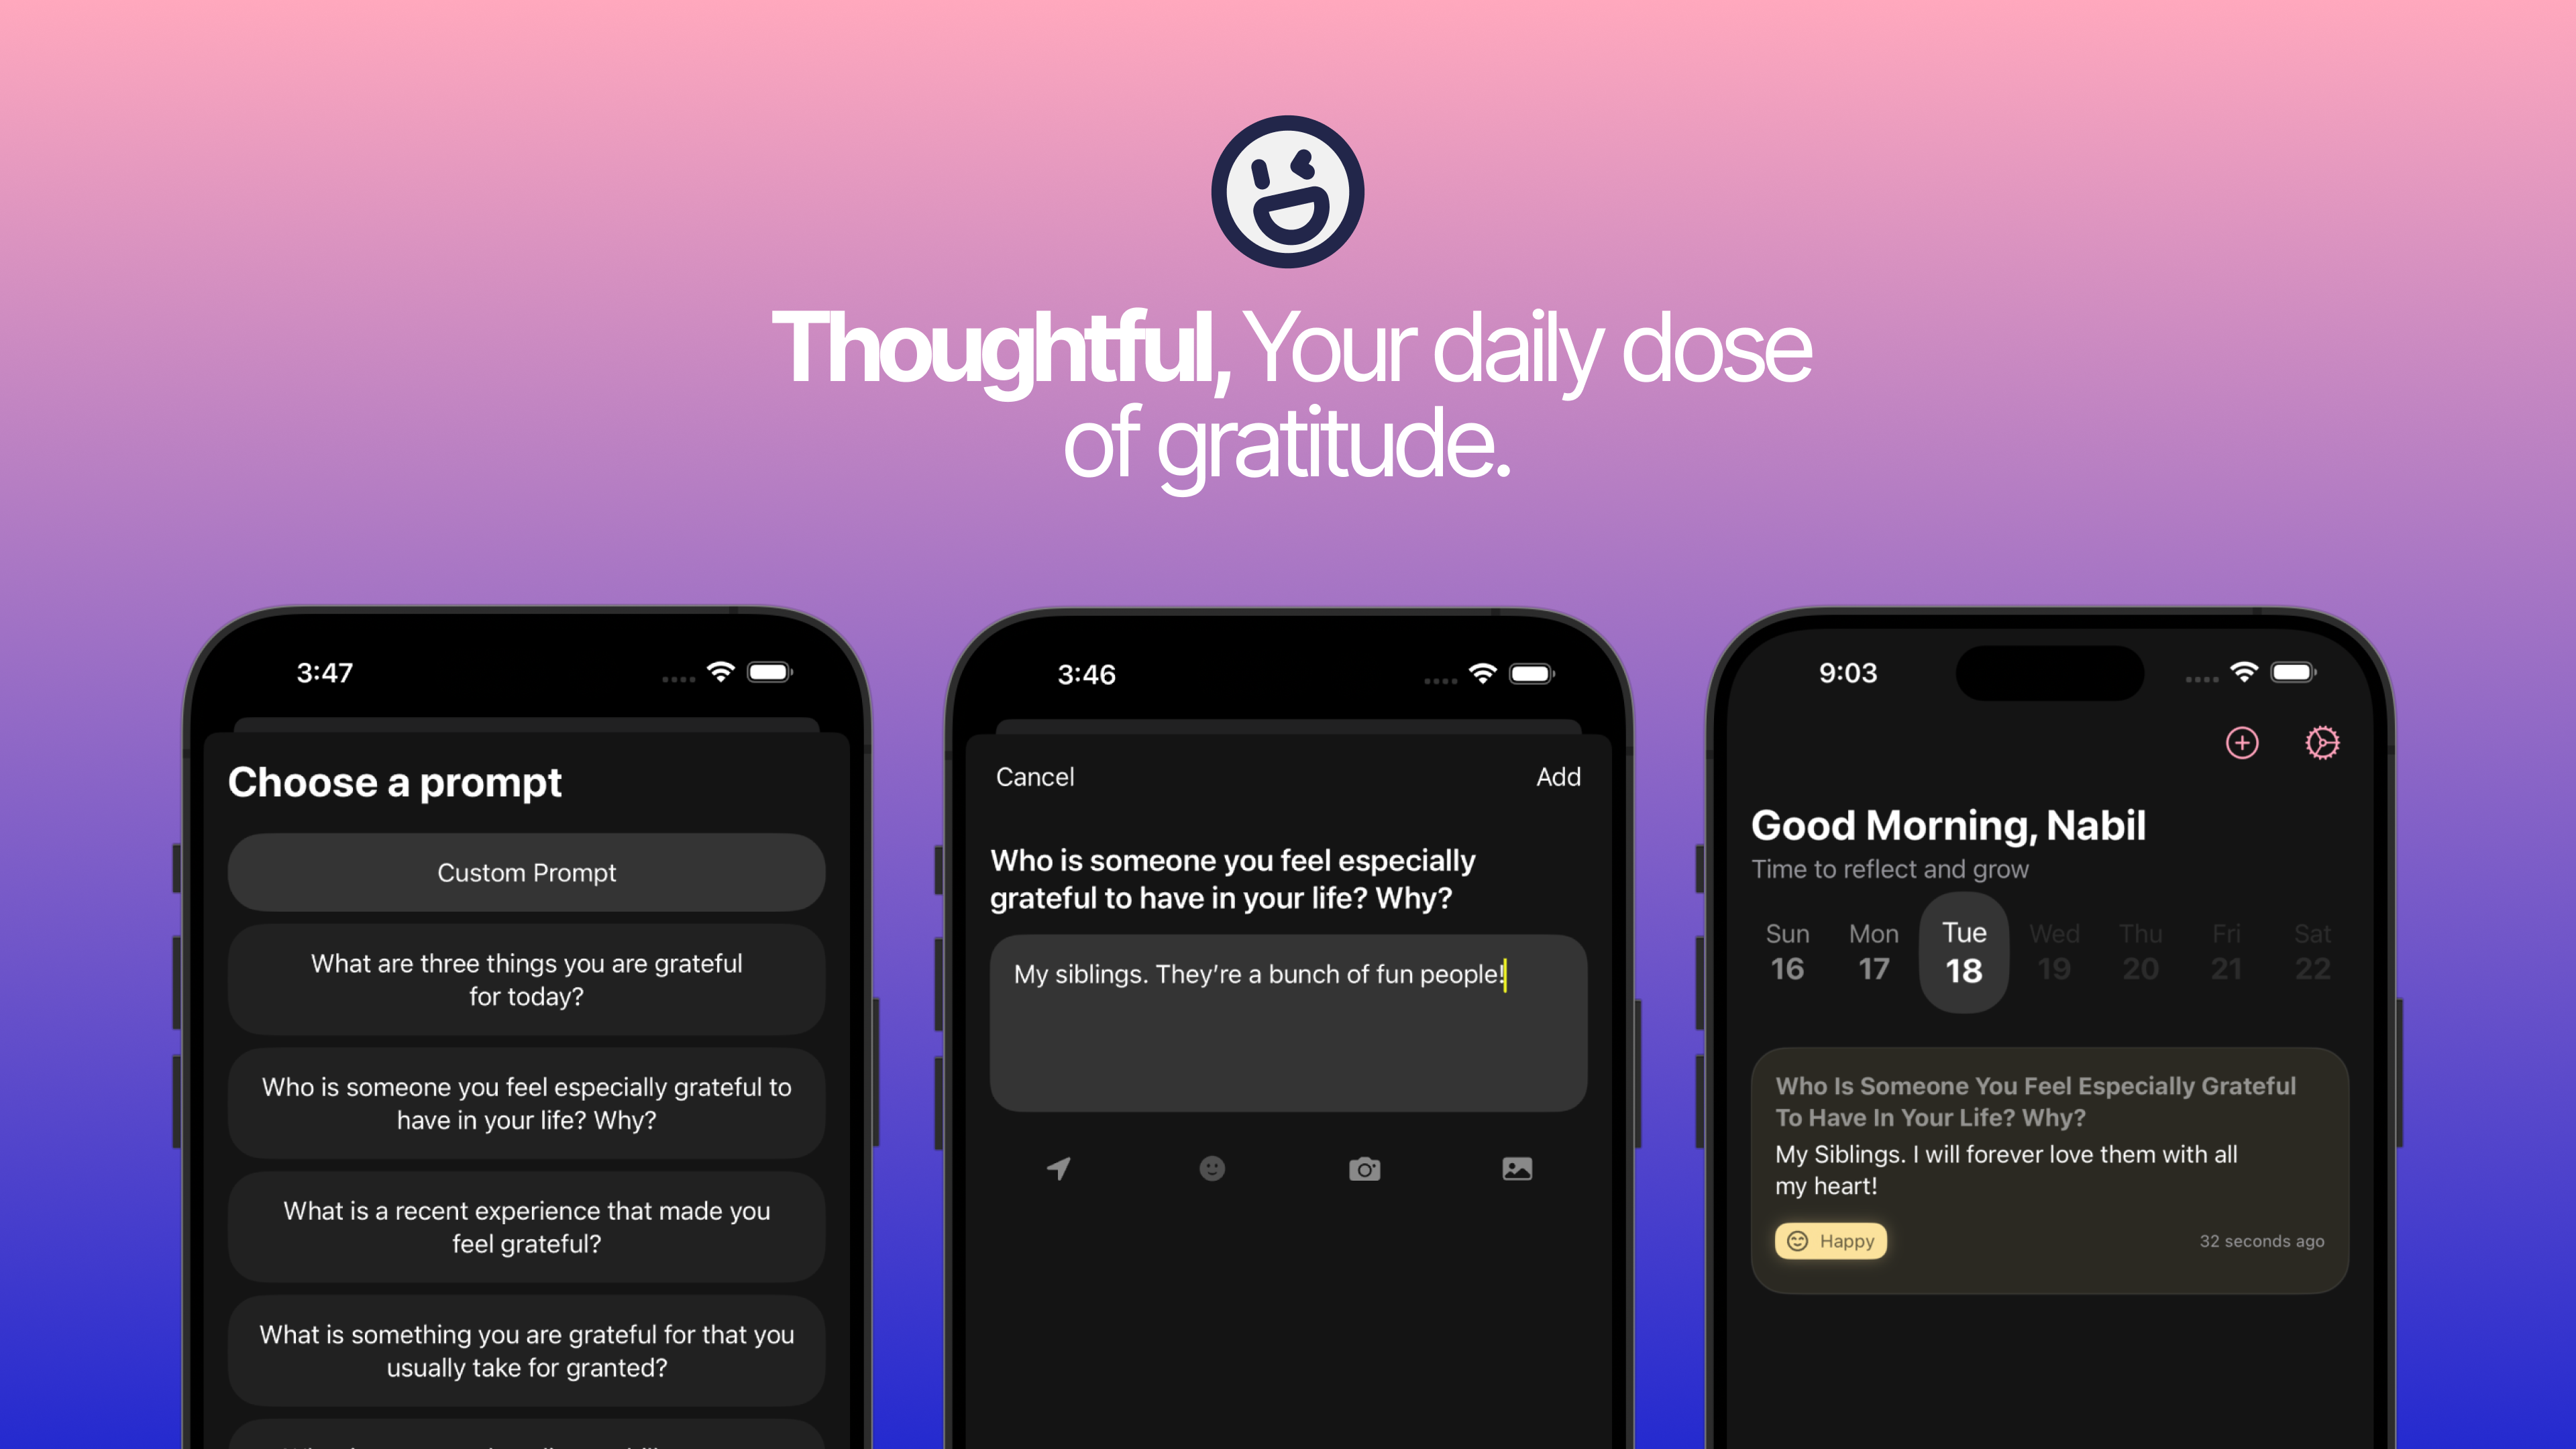 Thoughtful, Your daily dose
of gratitude.
3:47
Choose a prompt
Custom Prompt
What are three things you are grateful
for today?
Who is someone you feel especially grateful to
have in your life? Why?
What is a recent experience that made you
feel grateful?
What is something you are grateful for that you
usually take for granted?
3:46
Cancel
Add
Who is someone you feel especially
grateful to have in your life? Why?
My siblings. They’re a bunch of fun people!
9:03
Good Morning, Nabil
Time to reflect and grow
Sun Mon Tue Wed Thu Fri Sat
16 17 18 19 20 21 22
Who Is Someone You Feel Especially Grateful
To Have In Your Life? Why?
My Siblings. I will forever love them with all
my heart!
Happy
32 seconds ago